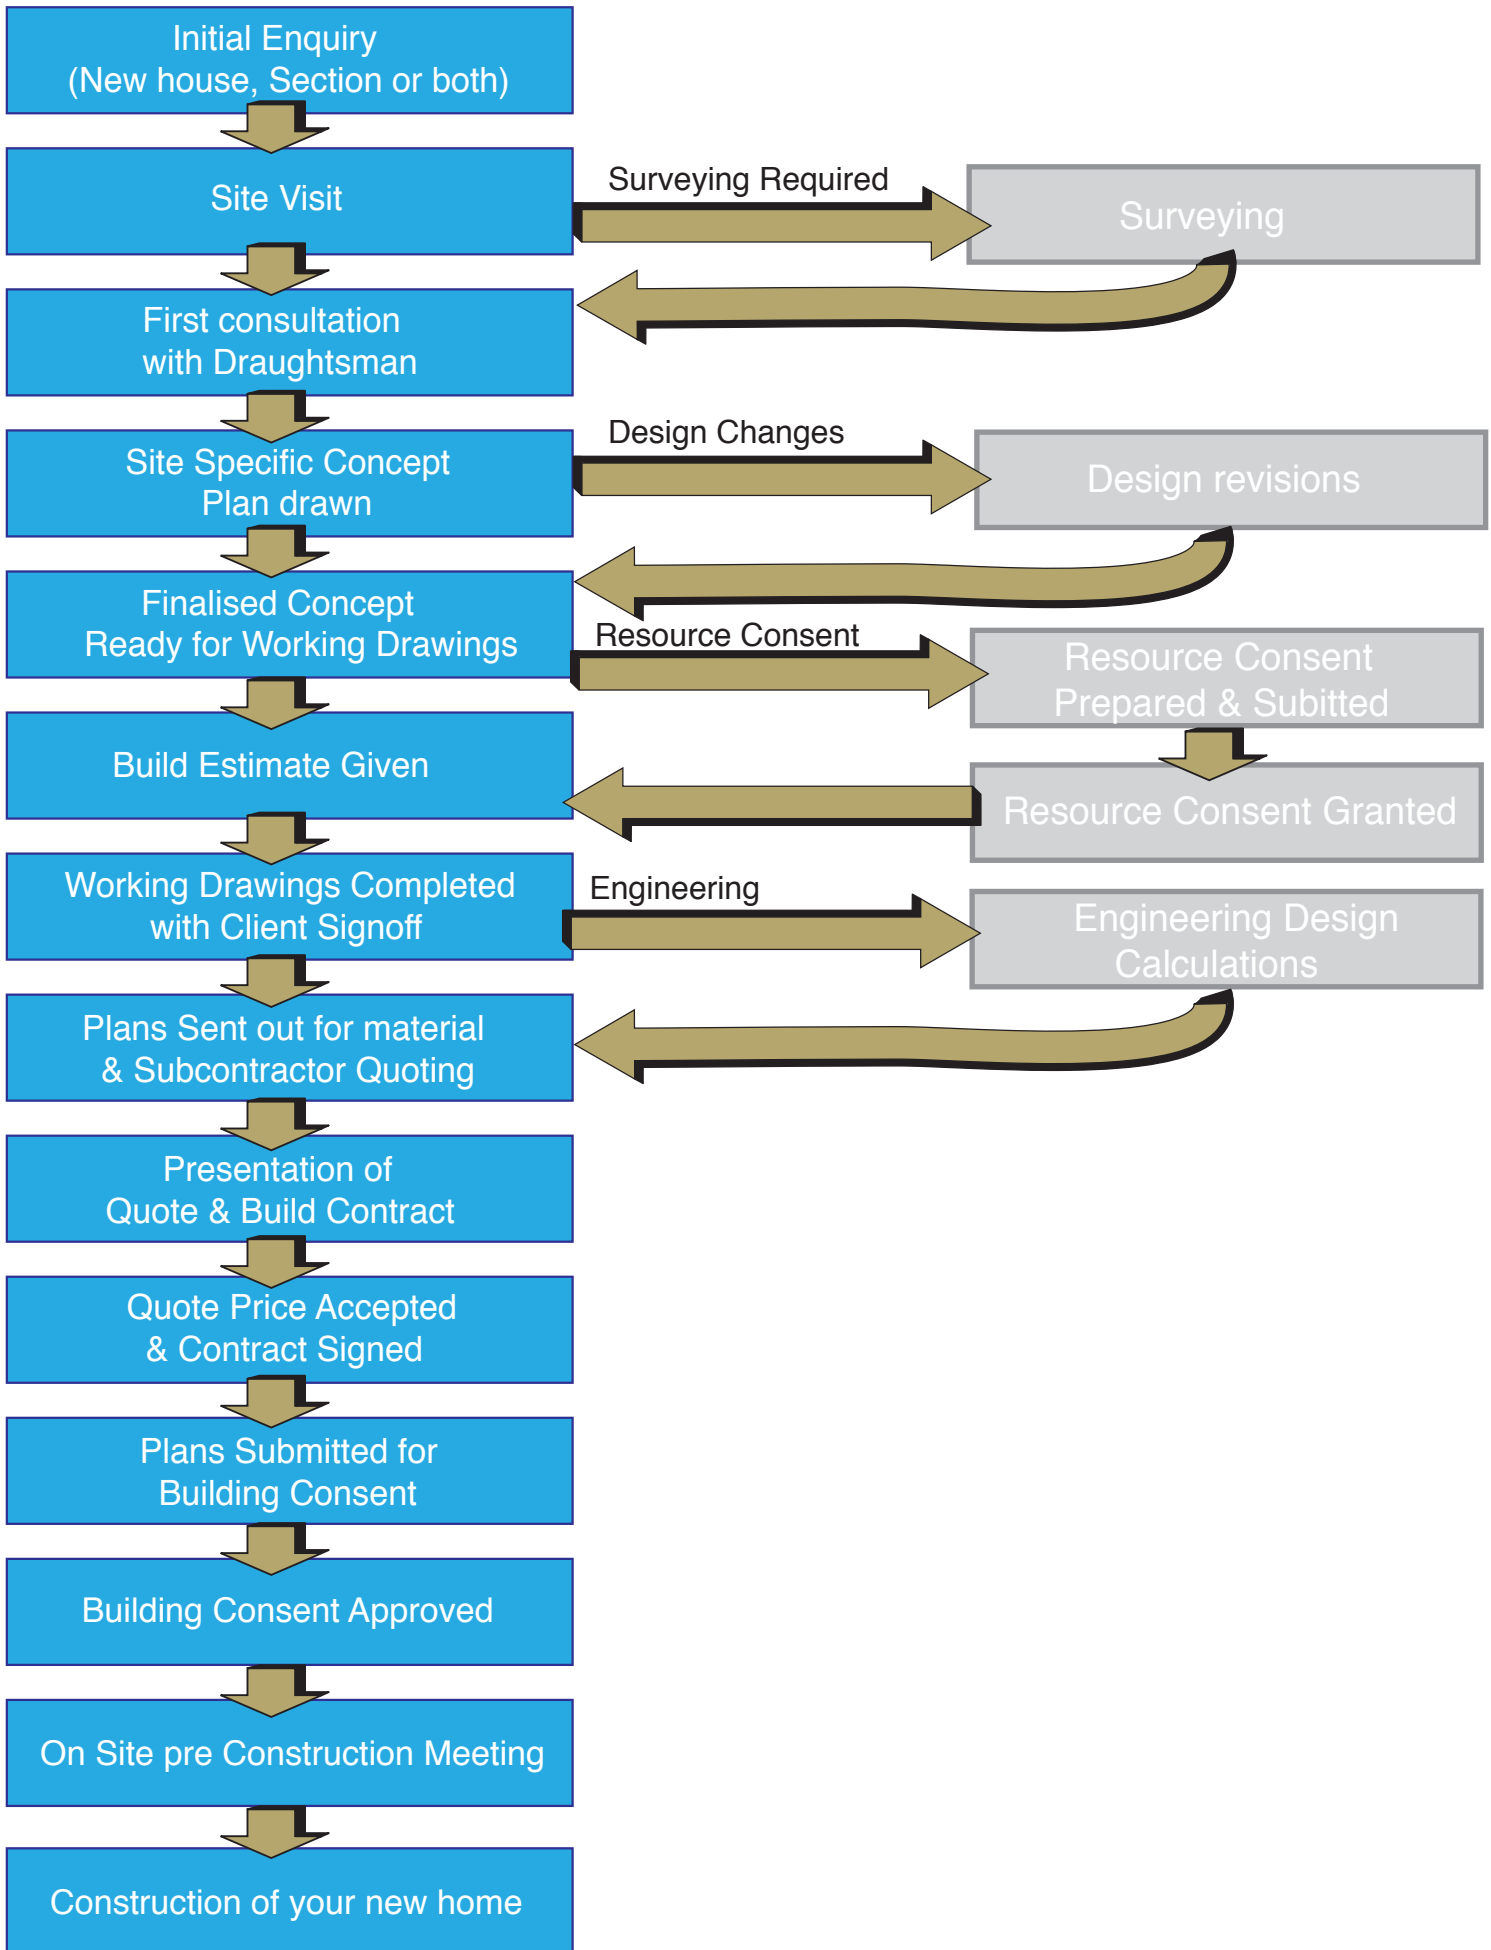 Initial Enquiry
(New house, Section or both)
Site Visit
Surveying Required
Surveying
First consultation
with Draughtsman
Site Specific Concept
Plan drawn
Design Changes
Design revisions
Finalised Concept
Ready for Working Drawings
Resource Consent
Resource Consent
Prepared & Subitted
Build Estimate Given
Resource Consent Granted
Working Drawings Completed
with Client Signoff
Engineering
Engineering Design
Calculations
Plans Sent out for material
& Subcontractor Quoting
Presentation of
Quote & Build Contract
Quote Price Accepted
& Contract Signed
Plans Submitted for
Building Consent
Building Consent Approved
On Site pre Construction Meeting
Construction of your new home